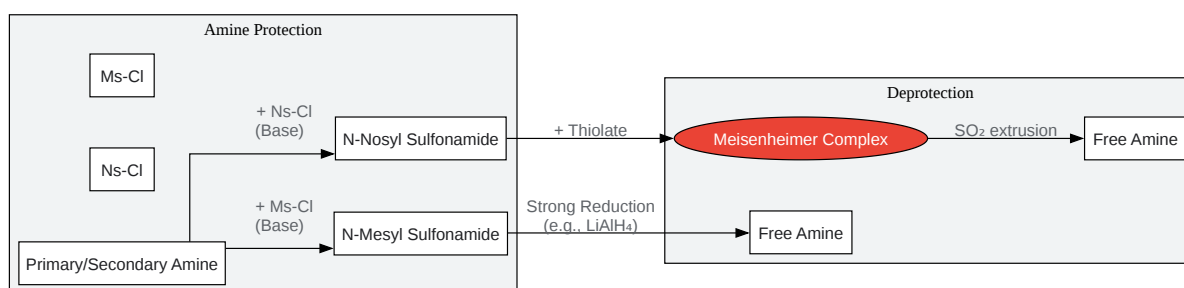 Amine Protection
Ms-Cl
Ns-Cl
Primary/Secondary Amine
+ Ns-Cl
(Base)
N-Nosyl Sulfonamide
+ Ms-Cl
(Base)
N-Mesyl Sulfonamide
+ Thiolate
Strong Reduction
(e.g., LiAlH₄)
Deprotection
Meisenheimer Complex
SO₂ extrusion
Free Amine
Free Amine